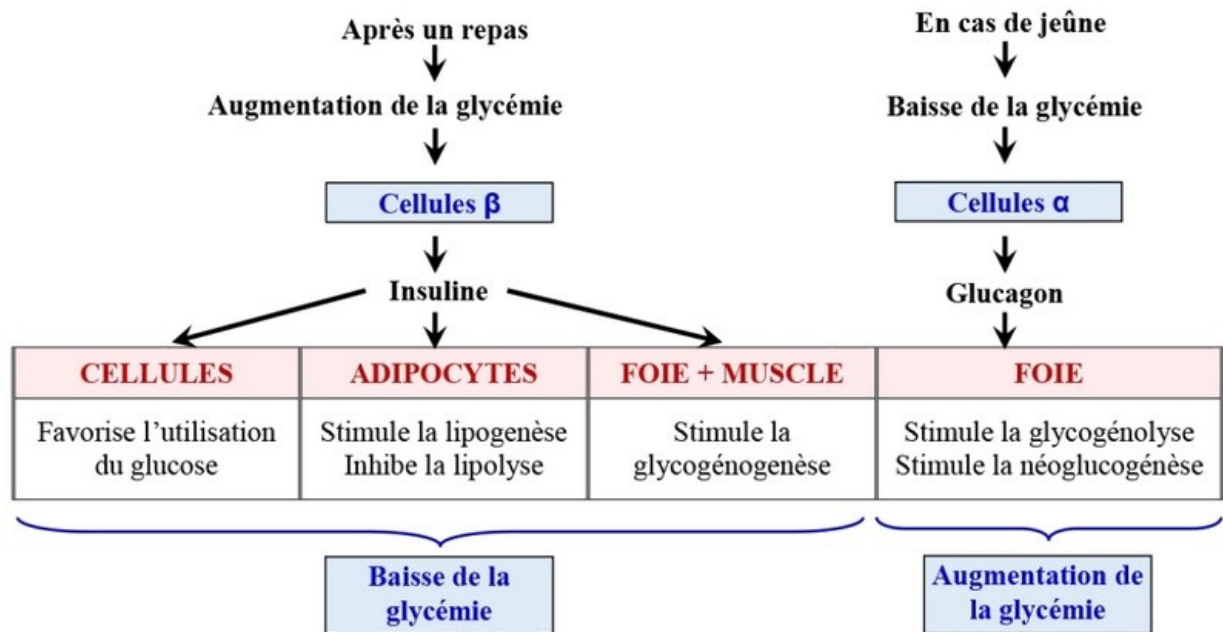 Après un repas
Augmentation de la glycémie
Cellules β
Insuline
En cas de jeûne
Baisse de la glycémie
Cellules α
Glucagon
CELLULES
Favorise l’utilisation
du glucose
ADIPOCYTES
Stimule la lipogenèse
Inhibe la lipolyse
FOIE + MUSCLE
Stimule la
glycogénogenèse
FOIE
Stimule la glycogénolyse
Stimule la néoglucogénèse
Baisse de la
glycémie
Augmentation de
la glycémie